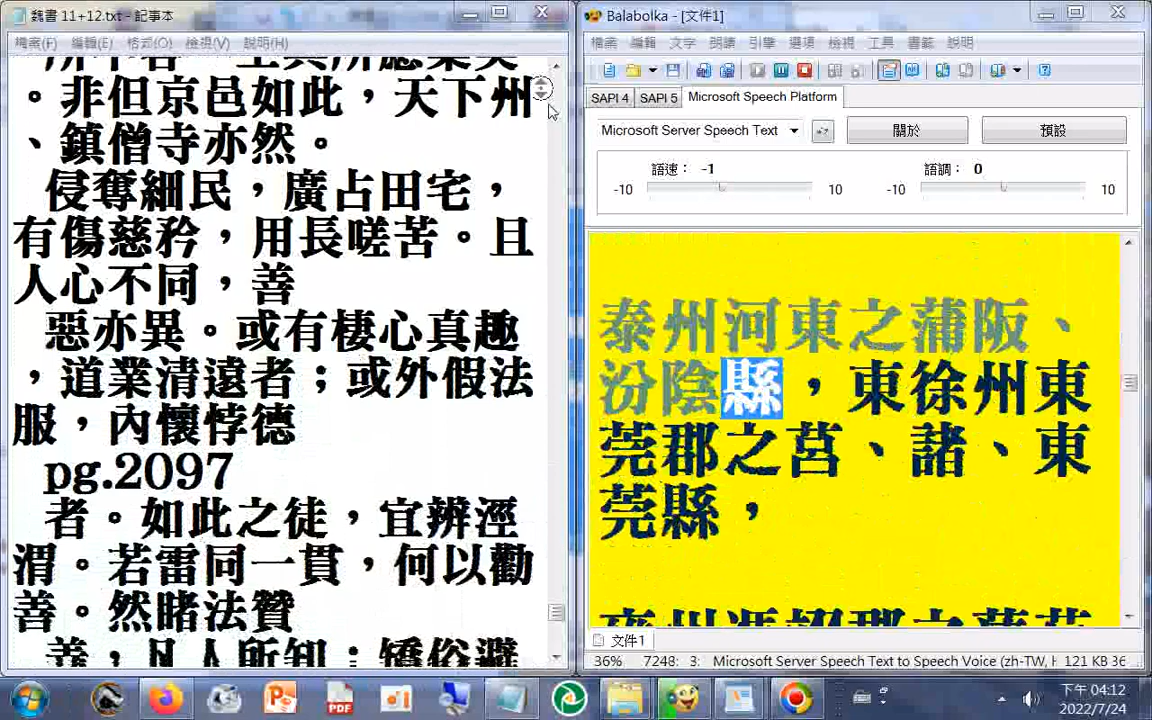 魏書 11+12.txt - 記事本
檔案(F) 編輯(E) 格式(O) 檢視(V) 說明(H)
。非但京邑如此，天下州
、鎮僧寺亦然。
侵奪細民，廣占田宅，
有傷慈矜，用長嗟苦。且
人心不同，善
惡亦異。或有棲心真趣
，道業清遠者；或外假法
服，內懷悖德
pg.2097
者。如此之徒，宜辨涇
渭。若雷同一貫，何以勸
善。然睹法贊
善，凡人所知；矯俗避
Balabolka - [文件1]
檔案 編輯 文字 朗讀 引擎 選項 檢視 工具 書籤 說明
SAPI 4 SAPI 5 Microsoft Speech Platform
Microsoft Server Speech Text 關於 預設
語速： -1 語調： 0
-10 10 -10 10
泰州河東之蒲阪、
汾陰縣，東徐州東
莞郡之莒、諸、東
莞縣，
文件1
36% 7248: 3: Microsoft Server Speech Text to Speech Voice (zh-TW, H 121 KB 36
下午 04:12
2022/7/24